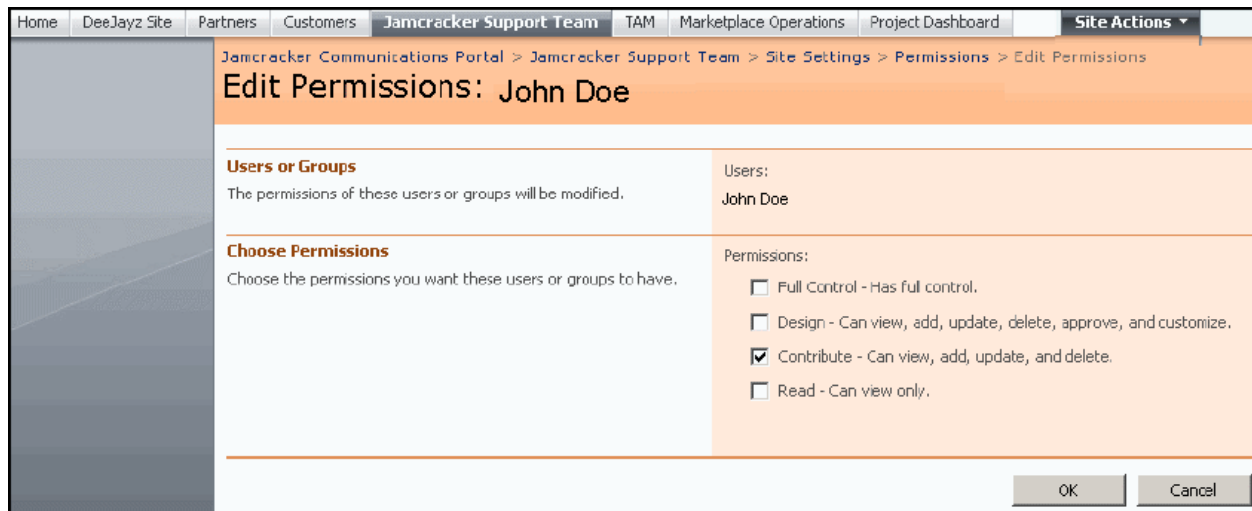 Home DeeJayz Site Partners Customers Jamcracker Support Team TAM Marketplace Operations Project Dashboard Site Actions
Jamcracker Communications Portal > Jamcracker Support Team > Site Settings > Permissions > Edit Permissions
Edit Permissions: John Doe
Users or Groups
The permissions of these users or groups will be modified.
Users:
John Doe
Choose Permissions
Choose the permissions you want these users or groups to have.
Permissions:
Full Control - Has full control.
Design - Can view, add, update, delete, approve, and customize.
Contribute - Can view, add, update, and delete.
Read - Can view only.
OK Cancel